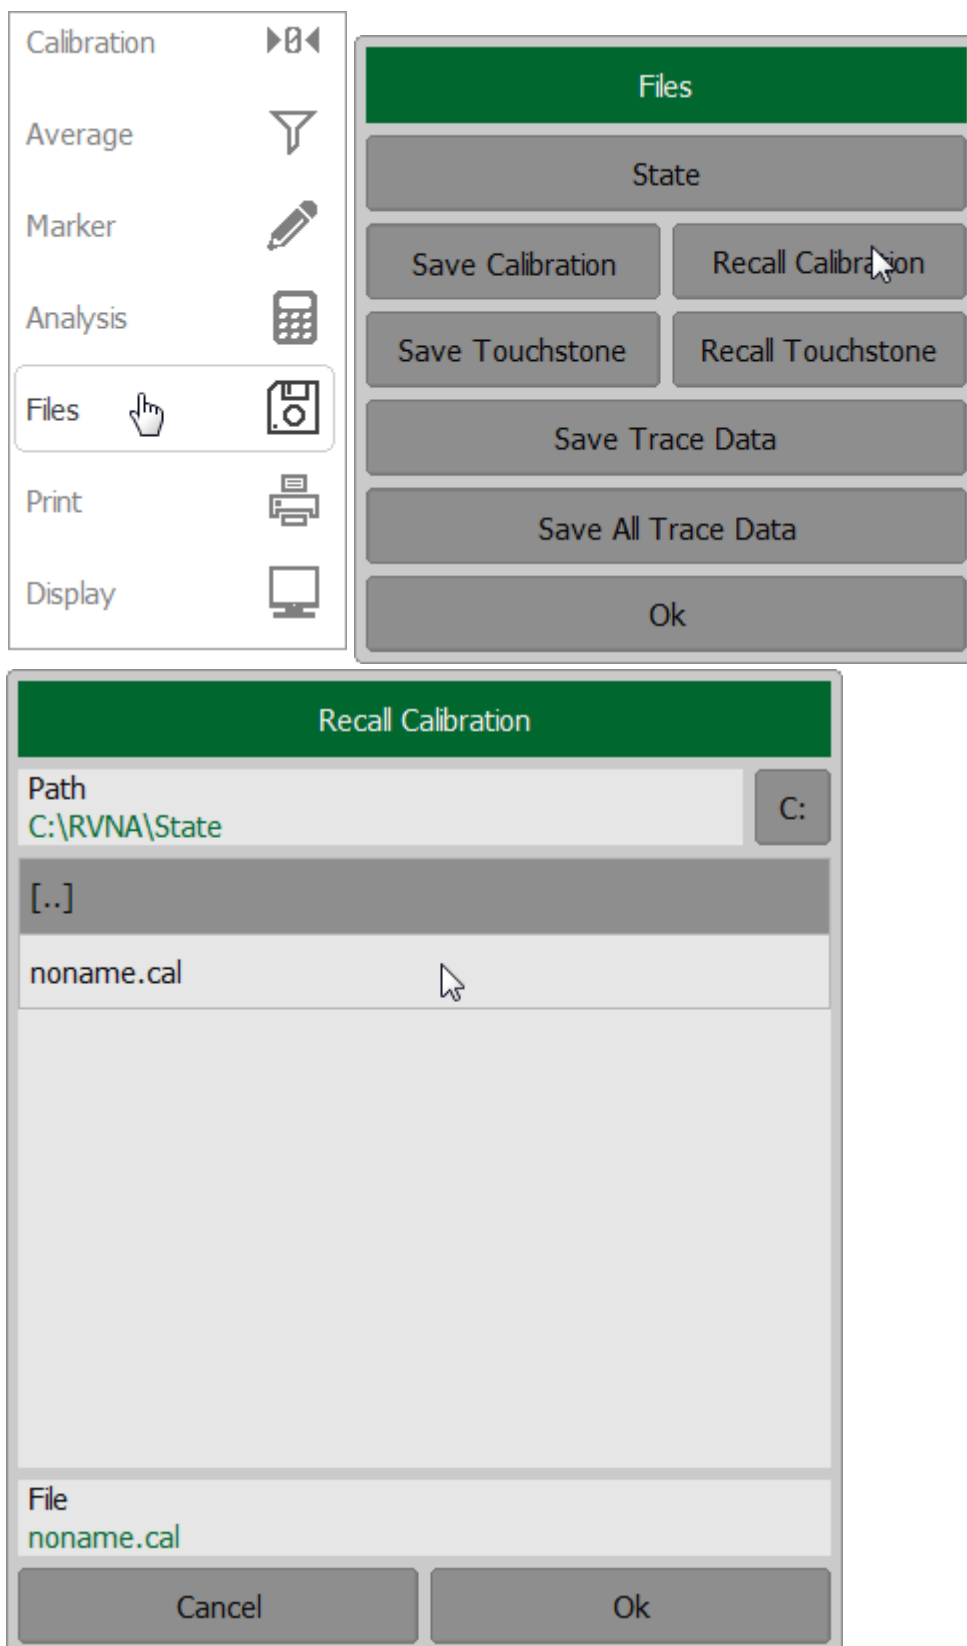 Calibration
Average
Marker
Analysis
Files
Print
Display
Files
State
Save Calibration
Recall Calibration
Save Touchstone
Recall Touchstone
Save Trace Data
Save All Trace Data
Ok
Recall Calibration
Path
C:\RVNA\State
C:
[..]
noname.cal
File
noname.cal
Cancel
Ok